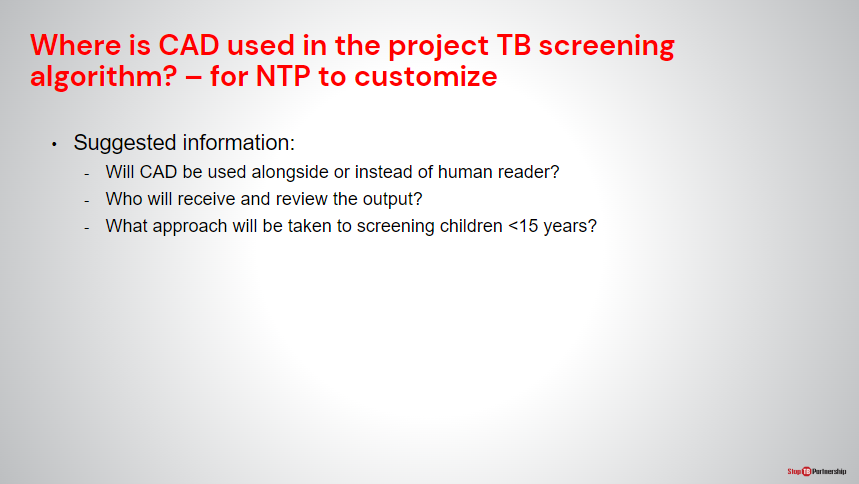 Where is CAD used in the project TB screening
algorithm? – for NTP to customize
• Suggested information:
- Will CAD be used alongside or instead of human reader?
- Who will receive and review the output?
- What approach will be taken to screening children <15 years?
Stop TB Partnership